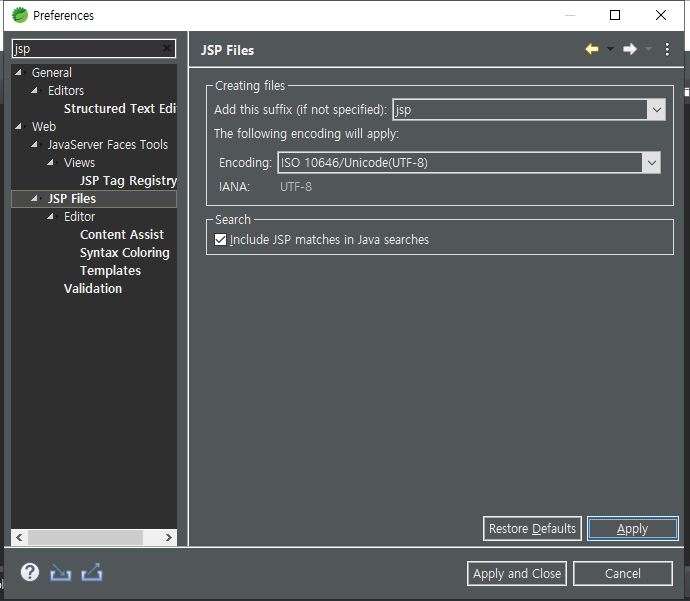 Preferences
jsp
General
Editors
Structured Text Edi
Web
JavaServer Faces Tools
Views
JSP Tag Registry
JSP Files
Editor
Content Assist
Syntax Coloring
Templates
Validation
JSP Files
Creating files
Add this suffix (if not specified): jsp
The following encoding will apply:
Encoding: ISO 10646/Unicode(UTF-8)
IANA: UTF-8
Search
Include JSP matches in Java searches
Restore Defaults Apply
Apply and Close Cancel